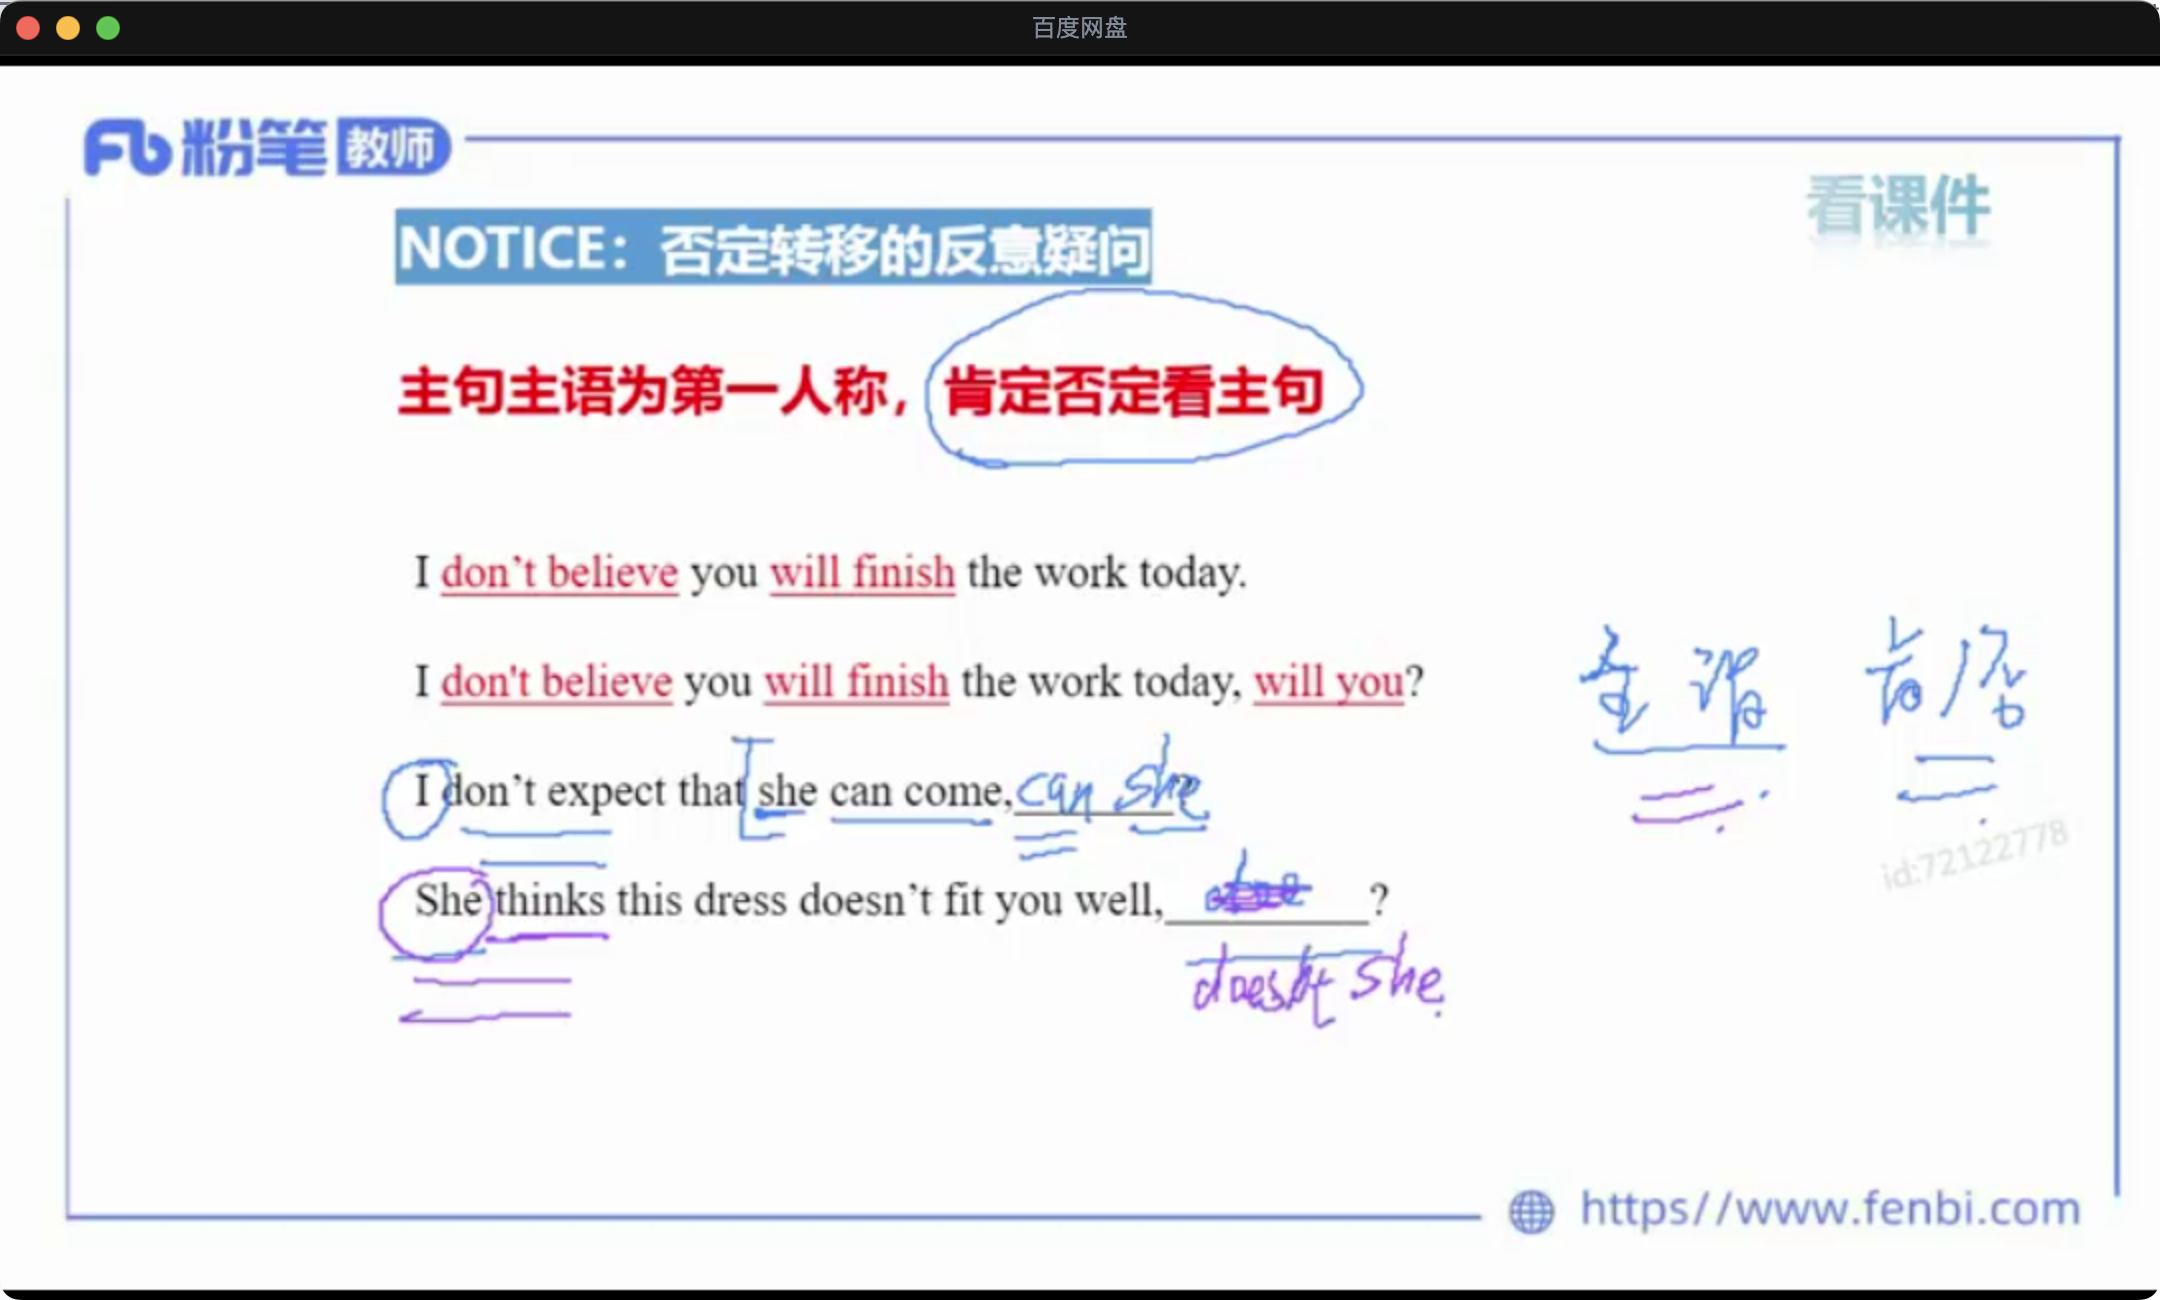 百度网盘
粉笔 教师
看课件
NOTICE：否定转移的反意疑问
主句主语为第一人称，肯定否定看主句
I don’t believe you will finish the work today.
I don't believe you will finish the work today, will you?
主 谓 肯/否
I don’t expect that she can come, can she?
id:72122778
She thinks this dress doesn’t fit you well,__________?
doesn't she
https//www.fenbi.com